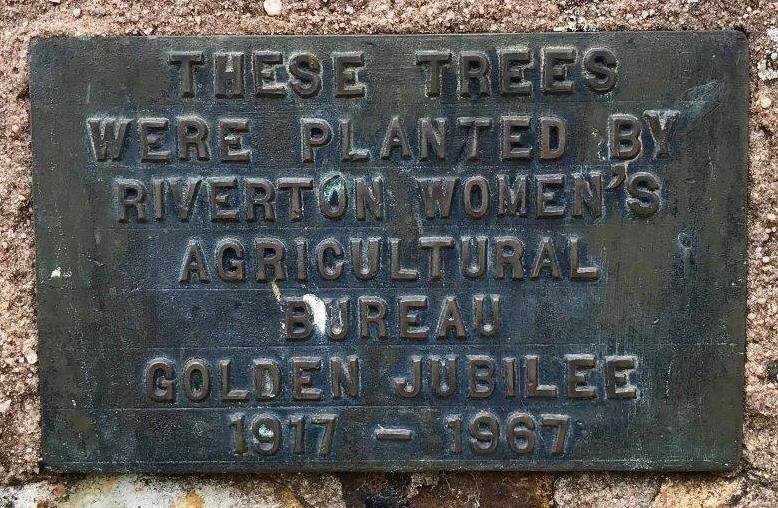 THESE TREES
WERE PLANTED BY
RIVERTON WOMEN'S
AGRICULTURAL
BUREAU
GOLDEN JUBILEE
1917 – 1967